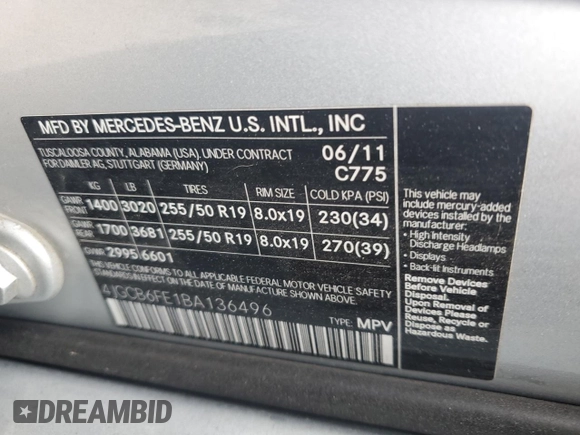 MFD BY MERCEDES-BENZ U.S. INTL., INC
TUSCALOOSA COUNTY, ALABAMA (USA). UNDER CONTRACT
FOR DAIMLER AG, STUTTGART (GERMANY)
06/11
C775
KG LB TIRES RIM SIZE COLD KPA (PSI)
GAWR FRONT 1400 3020 255/50 R19 8.0x19 230(34)
GAWR REAR 1700 3681 255/50 R19 8.0x19 270(39)
GVWR 2995 6601
THIS VEHICLE CONFORMS TO ALL APPLICABLE FEDERAL MOTOR VEHICLE
SAFETY STANDARDS IN EFFECT ON THE DATE OF MANUFACTURE SHOWN ABOVE.
4JGCB6FE1BA136496
TYPE: MPV
This vehicle may
include mercury-added
devices installed by the
manufacturer:
- High Intensity
Discharge Headlamps
- Displays
- Back-lit Instruments
Remove Devices
Before Vehicle
Disposal.
Upon Removal of Devices
Please Reuse, Recycle or
Dispose as
Hazardous Waste.
DREAMBID